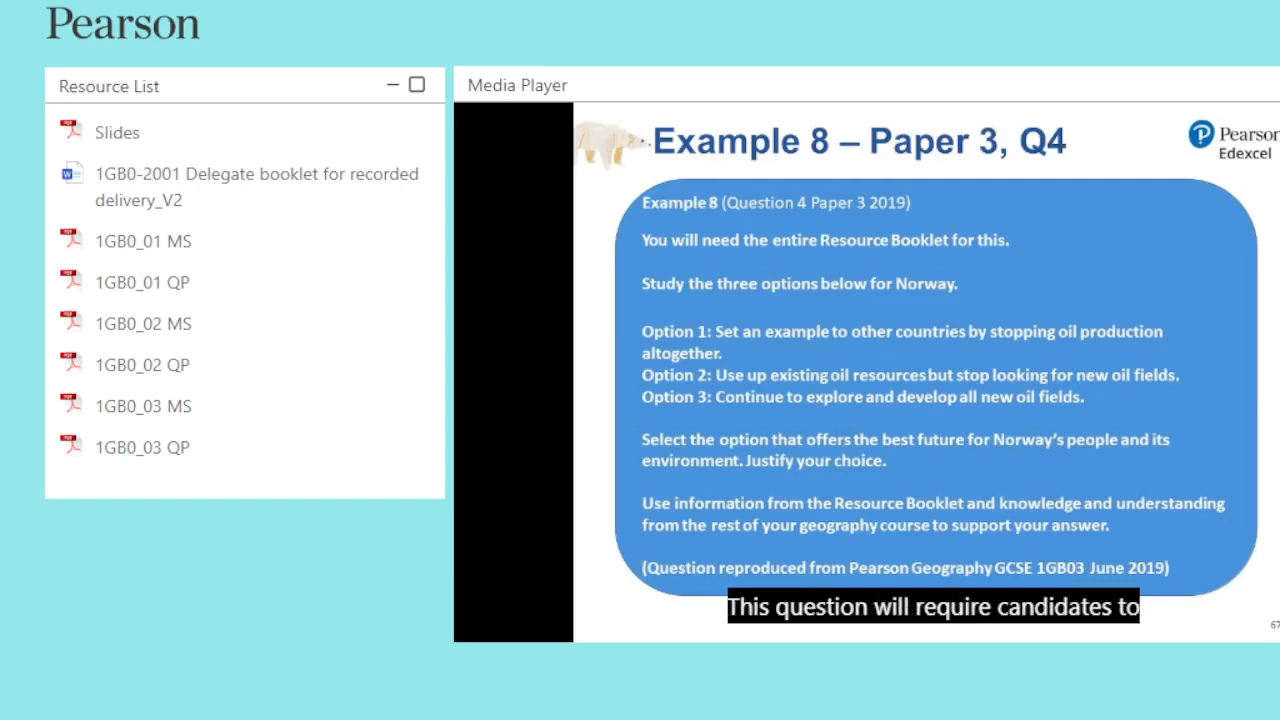 Pearson
Resource List
Slides
1GB0-2001 Delegate booklet for recorded
delivery_V2
1GB0_01 MS
1GB0_01 QP
1GB0_02 MS
1GB0_02 QP
1GB0_03 MS
1GB0_03 QP
Media Player
Example 8 – Paper 3, Q4
Pearson
Edexcel
Example 8 (Question 4 Paper 3 2019)
You will need the entire Resource Booklet for this.
Study the three options below for Norway.
Option 1: Set an example to other countries by stopping oil production
altogether.
Option 2: Use up existing oil resources but stop looking for new oil fields.
Option 3: Continue to explore and develop all new oil fields.
Select the option that offers the best future for Norway's people and its
environment. Justify your choice.
Use information from the Resource Booklet and knowledge and understanding
from the rest of your geography course to support your answer.
(Question reproduced from Pearson Geography GCSE 1GB03 June 2019)
This question will require candidates to
67